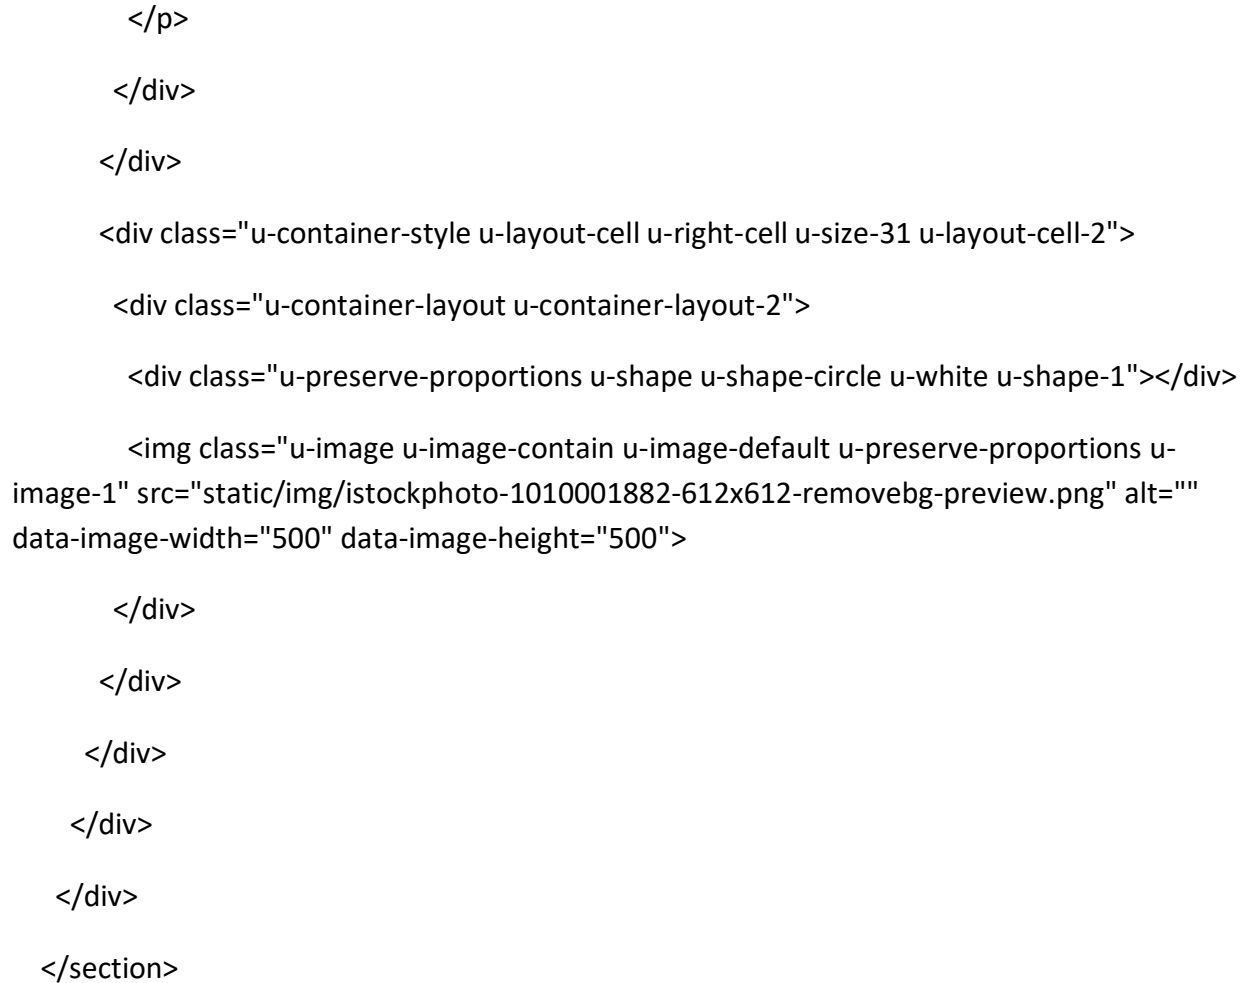 </p>
</div>
</div>
<div class="u-container-style u-layout-cell u-right-cell u-size-31 u-layout-cell-2">
<div class="u-container-layout u-container-layout-2">
<div class="u-preserve-proportions u-shape u-shape-circle u-white u-shape-1"></div>
<img class="u-image u-image-contain u-image-default u-preserve-proportions u-
image-1" src="static/img/istockphoto-1010001882-612x612-removebg-preview.png" alt=""
data-image-width="500" data-image-height="500">
</div>
</div>
</div>
</div>
</div>
</section>